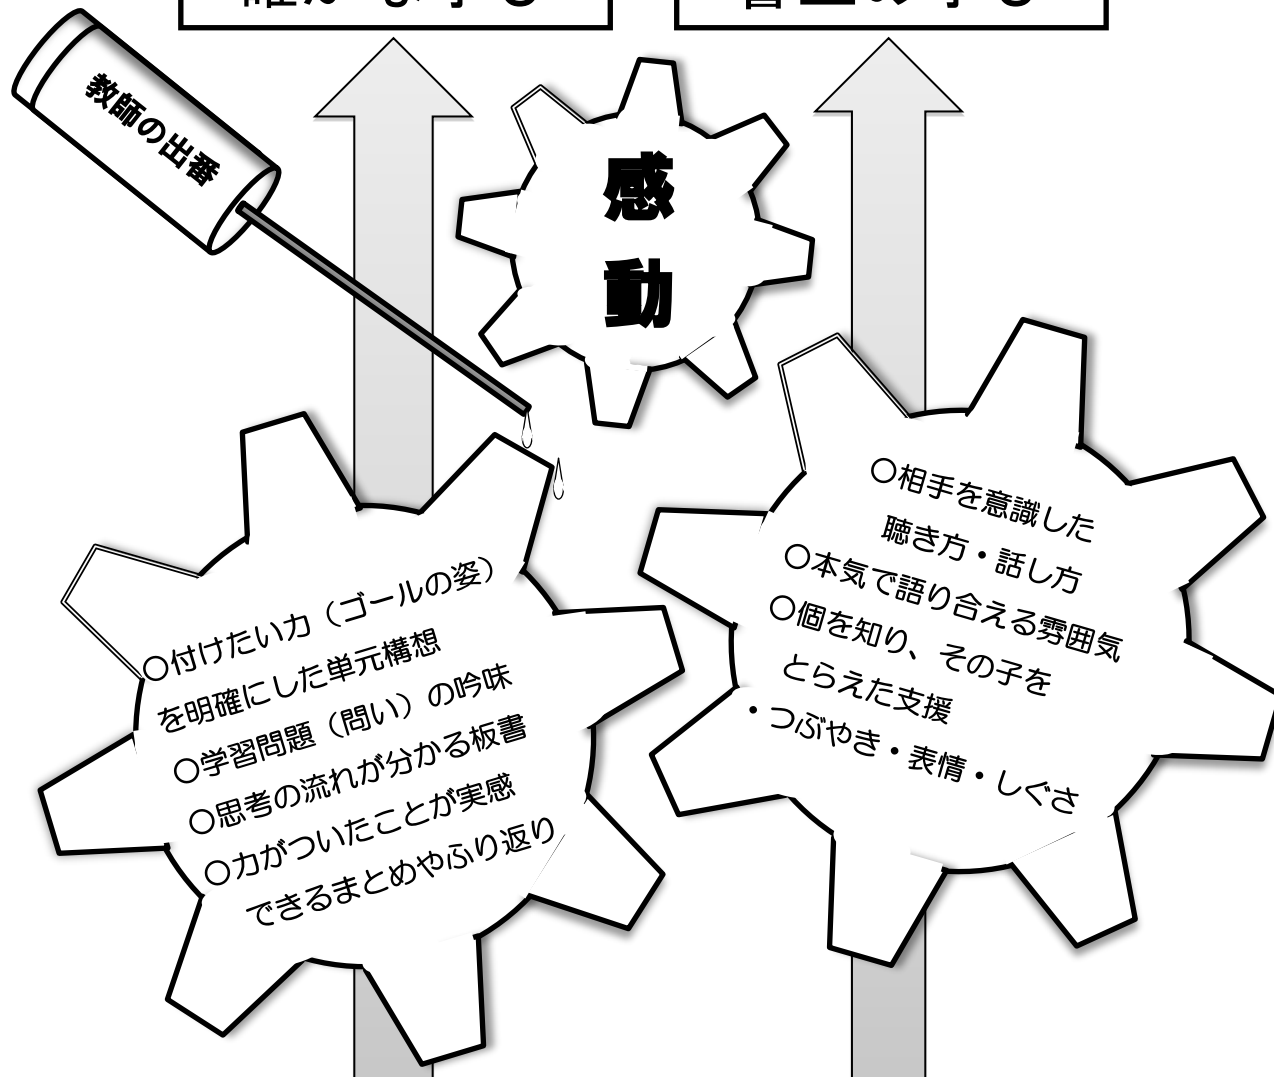 教師の出番
感
動
○付けたい力（ゴールの姿）
を明確にした単元構想
○学習問題（問い）の吟味
○思考の流れが分かる板書
○力がついたことが実感
できるまとめやふり返り
○相手を意識した
聴き方・話し方
○本気で語り合える雰囲気
○個を知り、その子を
とらえた支援
・つぶやき・表情・しぐさ